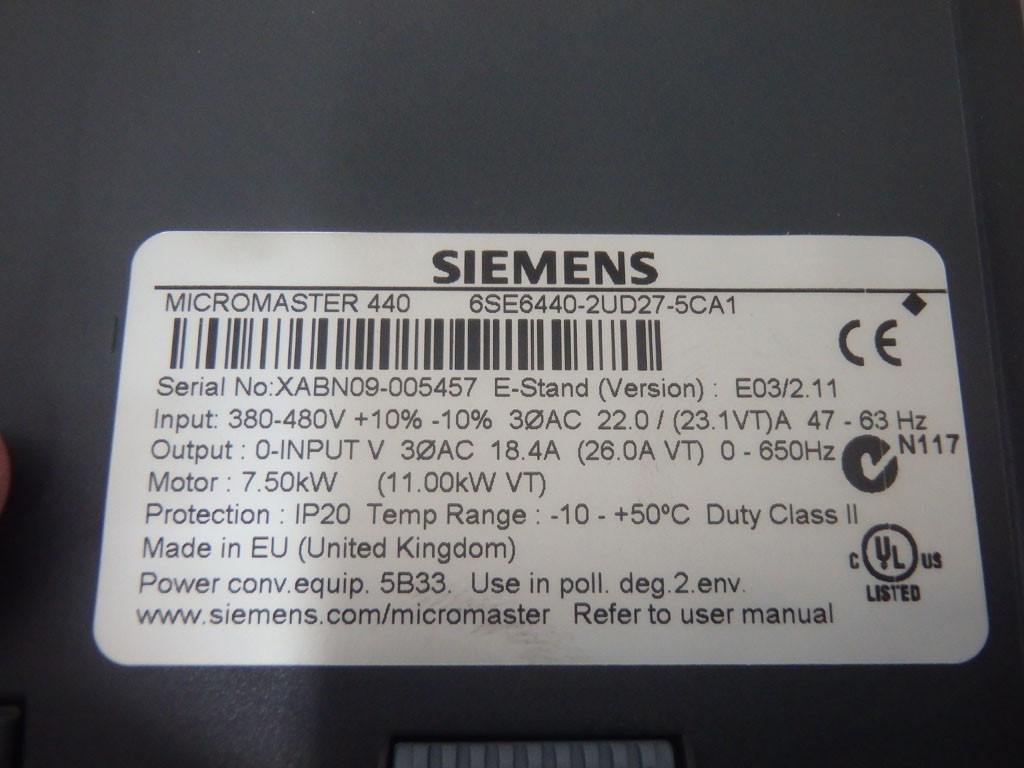 SIEMENS
MICROMASTER 440 6SE6440-2UD27-5CA1
CE
Serial No:XABN09-005457 E-Stand (Version) : E03/2.11
Input: 380-480V +10% -10% 3ØAC 22.0 / (23.1VT)A 47 - 63 Hz
Output : 0-INPUT V 3ØAC 18.4A (26.0A VT) 0 - 650Hz
N117
Motor : 7.50kW (11.00kW VT)
Protection : IP20 Temp Range : -10 - +50ºC Duty Class II
Made in EU (United Kingdom)
C UL US
LISTED
Power conv.equip. 5B33. Use in poll. deg.2.env.
www.siemens.com/micromaster Refer to user manual